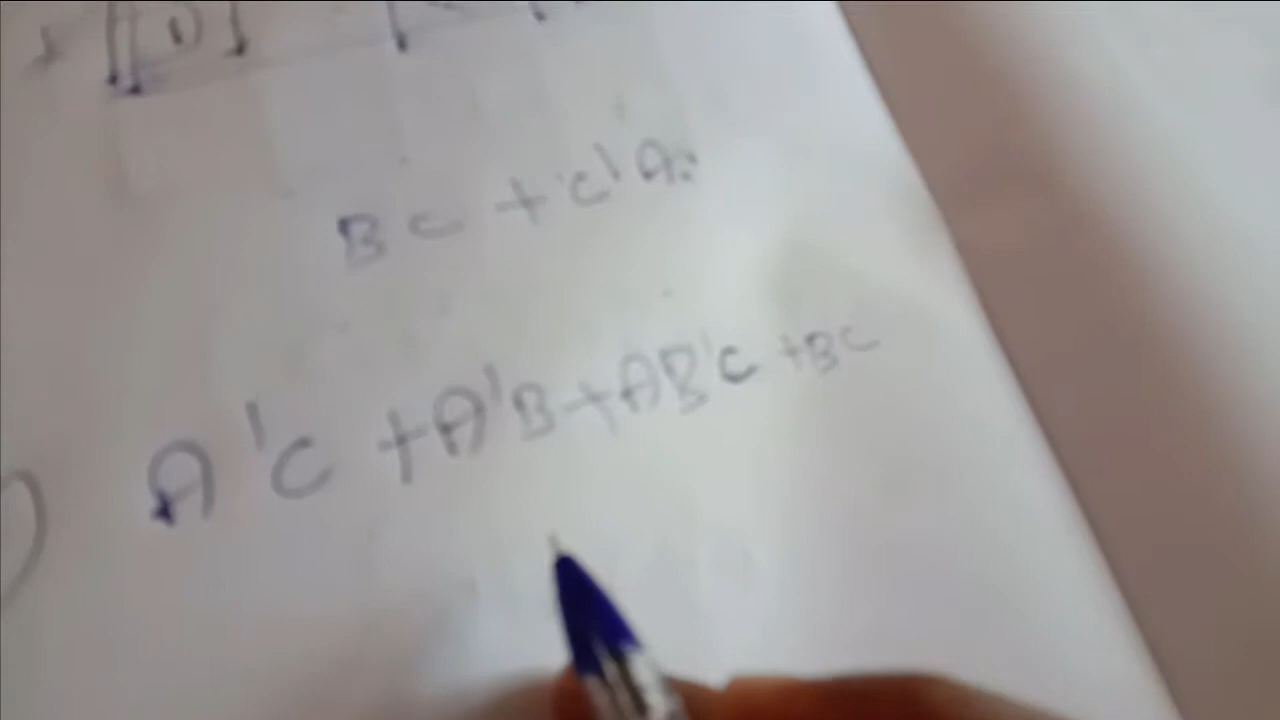 BC + C'A
A'C + A'B + AB'C + BC